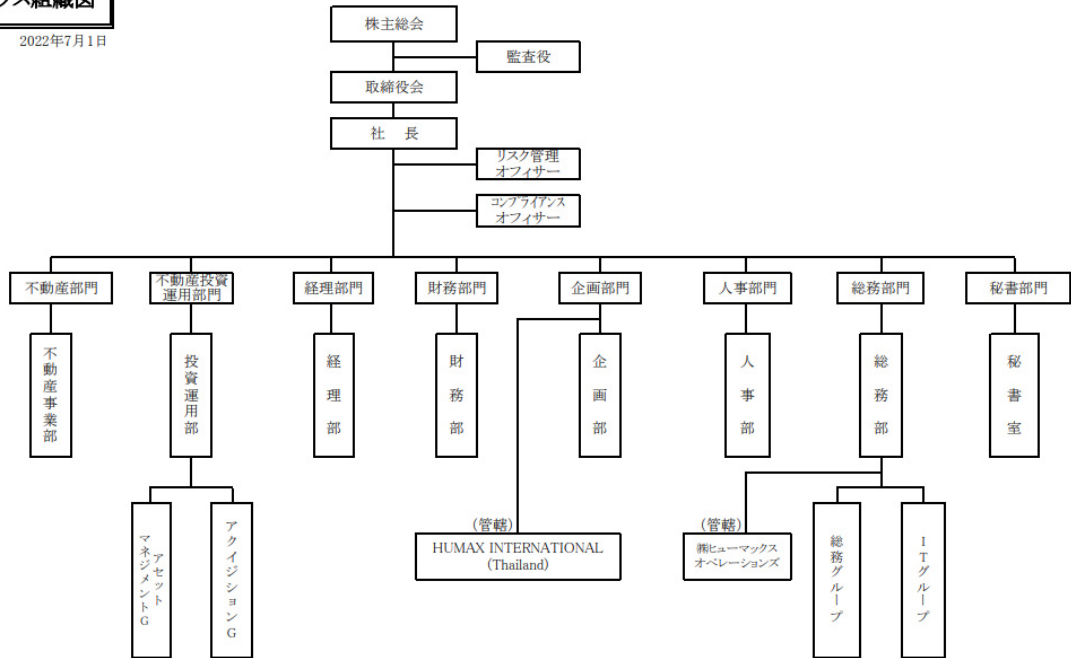 組織図
2022年7月1日
株主総会
監査役
取締役会
社　長
リスク管理
オフィサー
コンプライアンス
オフィサー
不動産部門
不動産投資
運用部門
経理部門
財務部門
企画部門
人事部門
総務部門
秘書部門
不動産事業部
投資運用部
経理部
財務部
企画部
人事部
総務部
秘書室
(管轄)
HUMAX INTERNATIONAL
(Thailand)
(管轄)
㈱ヒューマックス
オペレーションズ
アセット
マネジメントG
アクイジションG
総務グループ
ITグループ